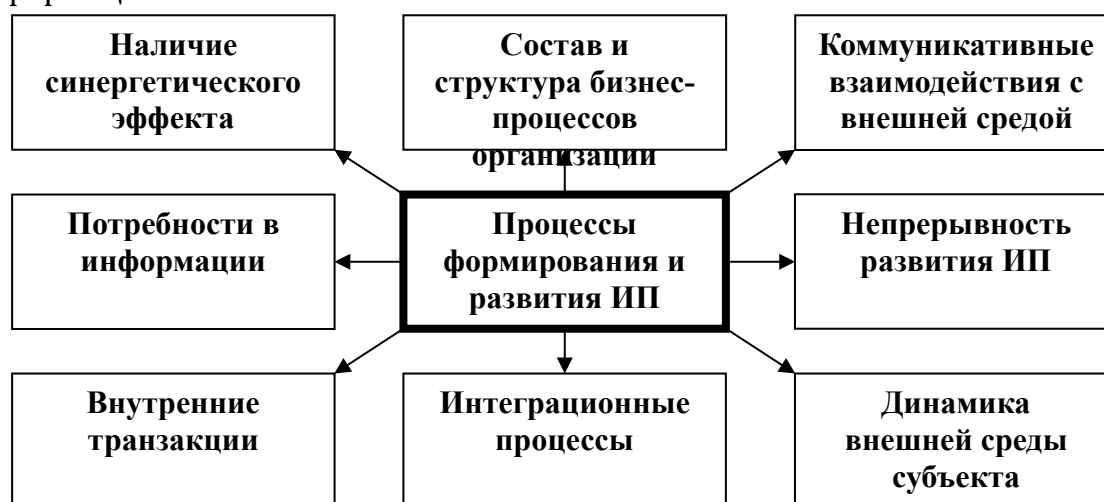 Наличие
синергетического
эффекта
Состав и
структура бизнес-
процессов
организации
Коммуникативные
взаимодействия с
внешней средой
Потребности в
информации
Процессы
формирования и
развития ИП
Непрерывность
развития ИП
Внутренние
транзакции
Интеграционные
процессы
Динамика
внешней среды
субъекта